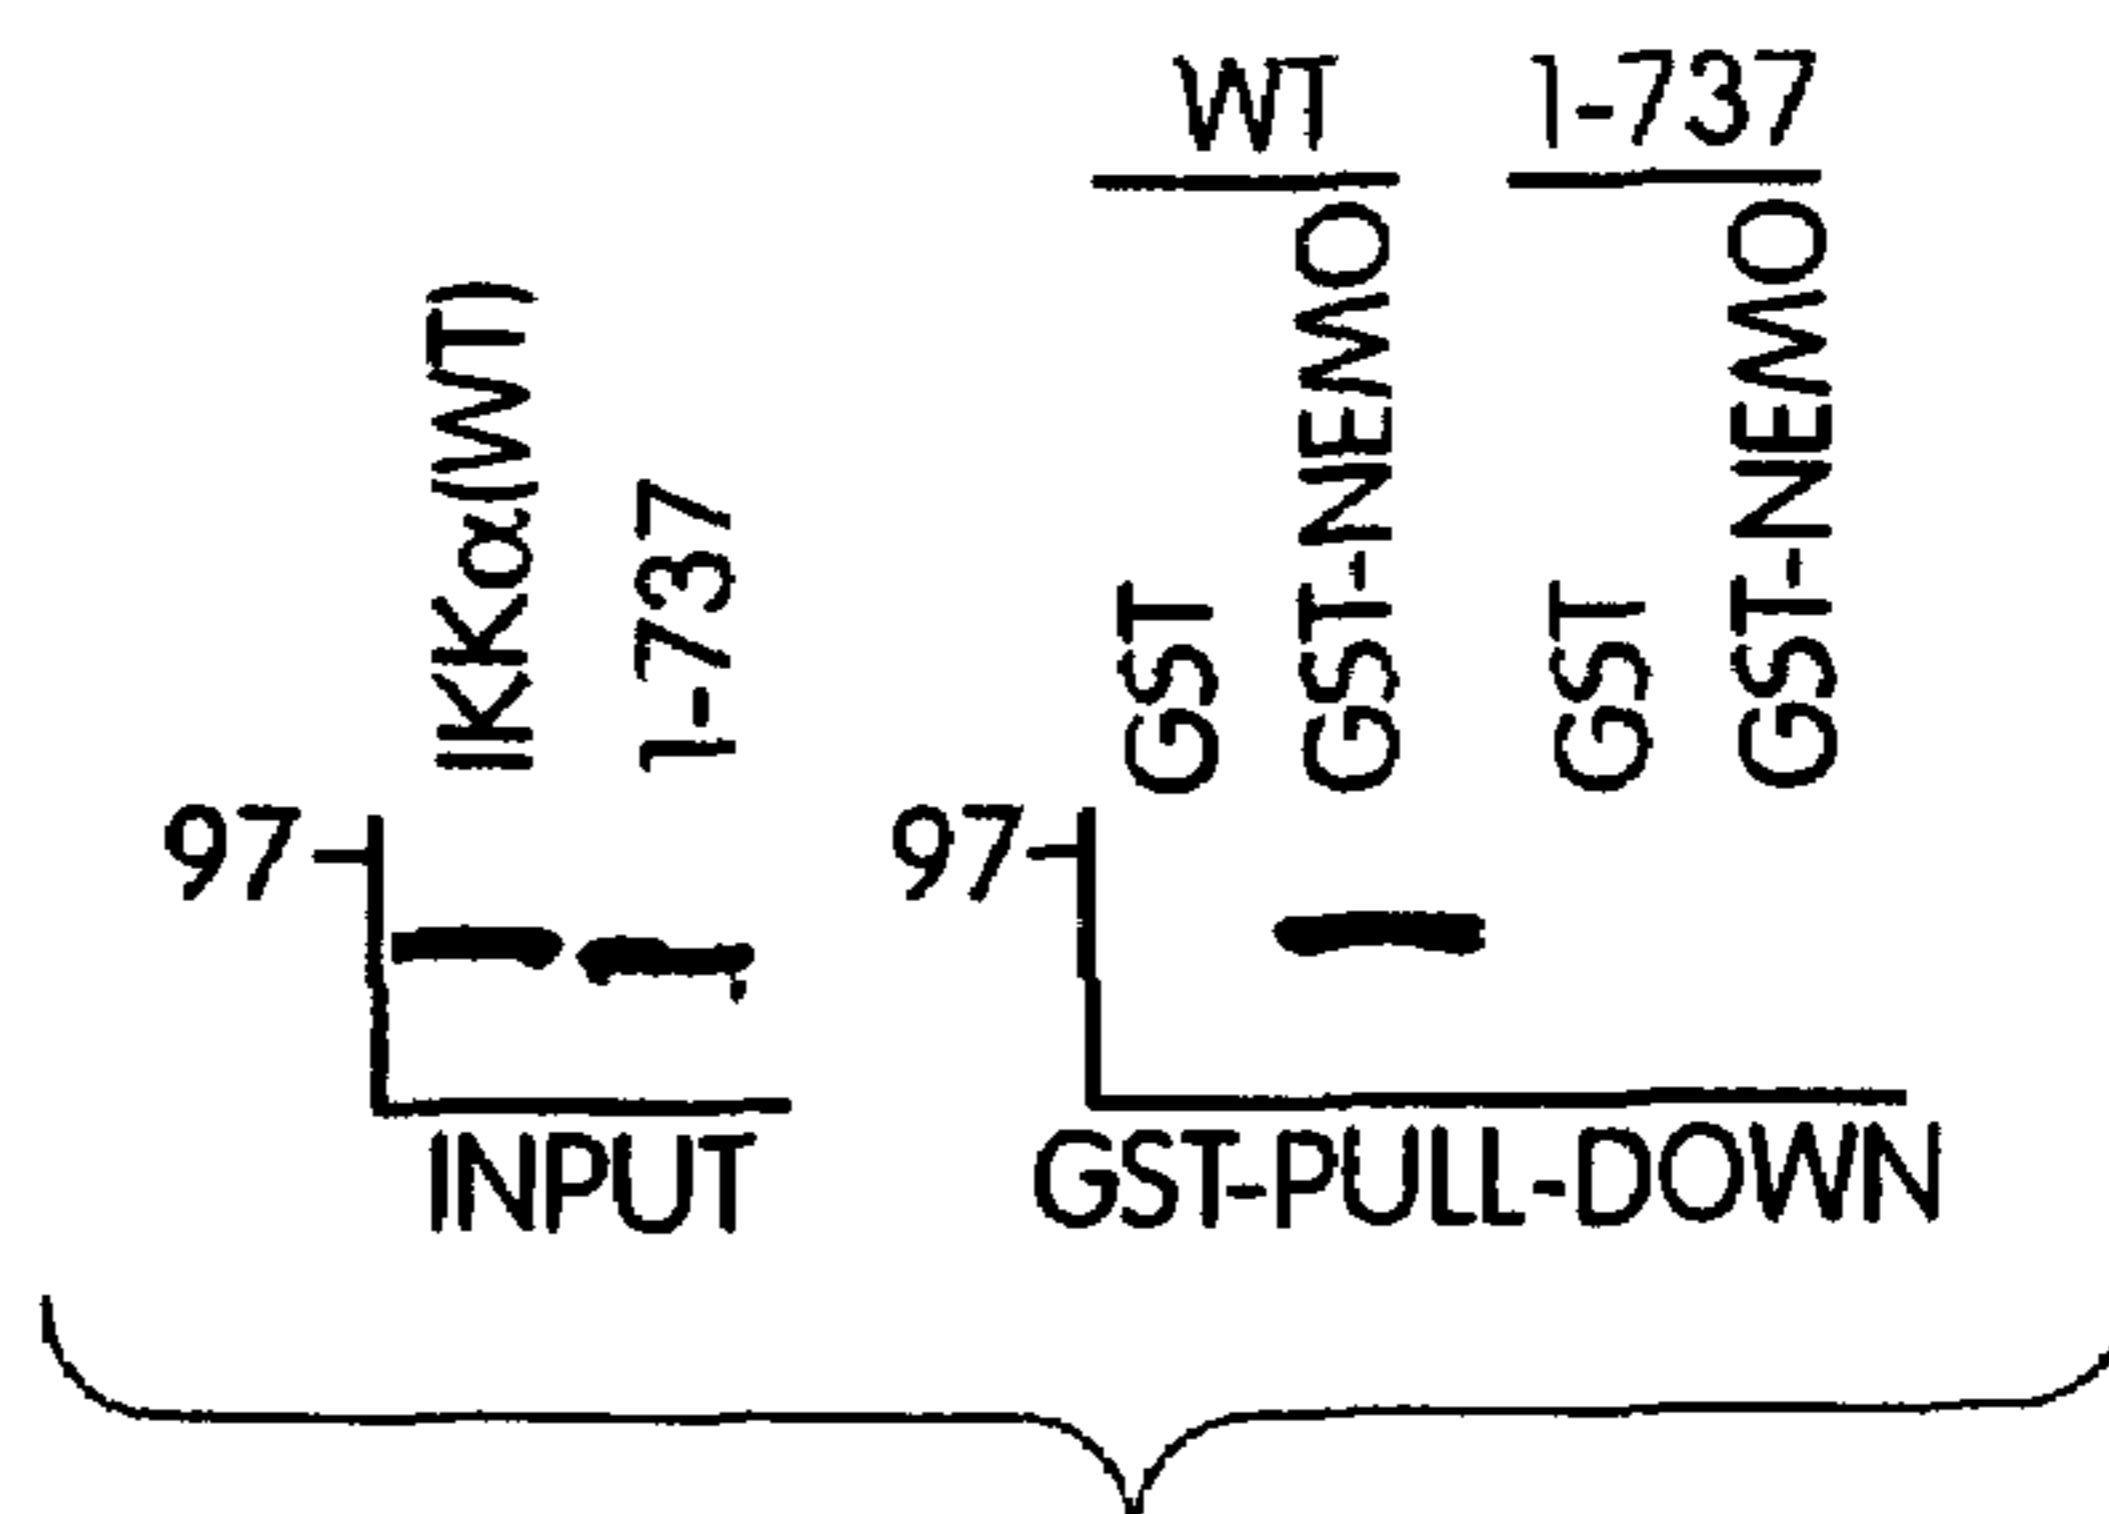 WT 1-737
IKKα(WT)
1-737
GST
GST-NEMO
GST
GST-NEMO
97
97
INPUT
GST-PULL-DOWN